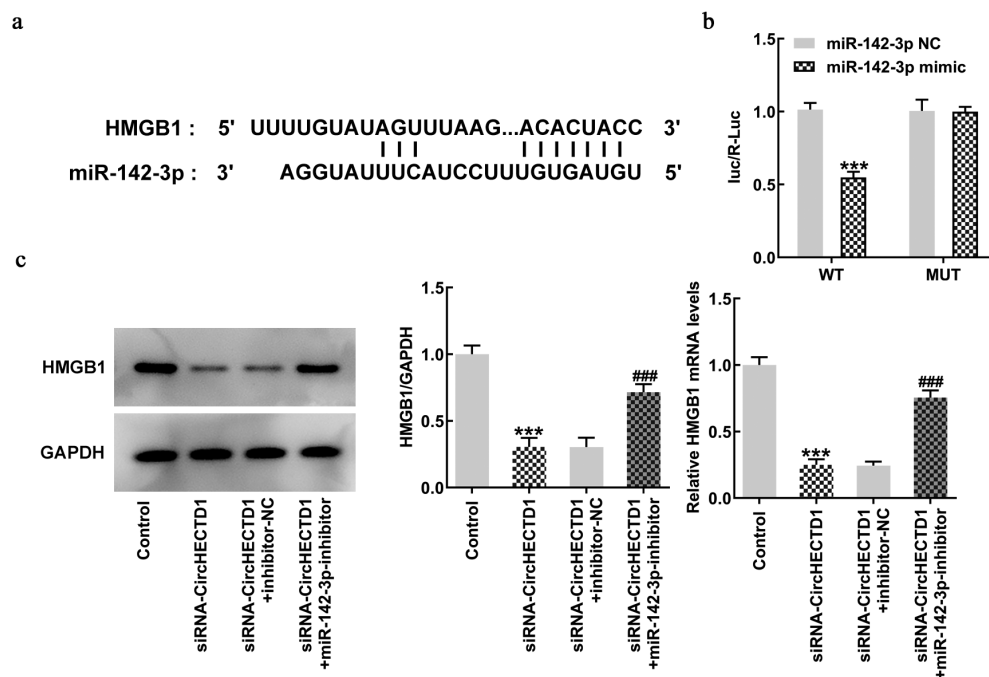 a
HMGB1 : 5' UUUUGUAUAGUUUAAG...ACACUACC 3'
miR-142-3p : 3' AGGUAUUUCAUCCUUUGUGAUGU 5'
b
luc/R-Luc
1.5
1.0
0.5
0.0
miR-142-3p NC
miR-142-3p mimic
***
WT
MUT
c
HMGB1
GAPDH
Control
siRNA-CircHECTD1
siRNA-CircHECTD1
+inhibitor-NC
siRNA-CircHECTD1
+miR-142-3p-inhibitor
HMGB1/GAPDH
1.5
1.0
0.5
0.0
***
###
Control
siRNA-CircHECTD1
siRNA-CircHECTD1
+inhibitor-NC
siRNA-CircHECTD1
+miR-142-3p-inhibitor
Relative HMGB1 mRNA levels
1.5
1.0
0.5
0.0
***
###
Control
siRNA-CircHECTD1
siRNA-CircHECTD1
+inhibitor-NC
siRNA-CircHECTD1
+miR-142-3p-inhibitor